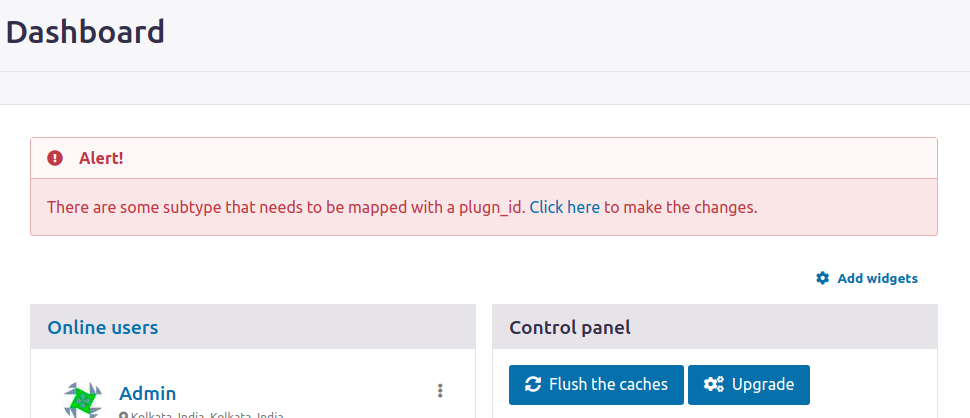 Dashboard
Alert!
There are some subtype that needs to be mapped with a plugn_id. Click here to make the changes.
Add widgets
Online users
Control panel
Flush the caches
Upgrade
Admin
Kolkata, India, Kolkata, India